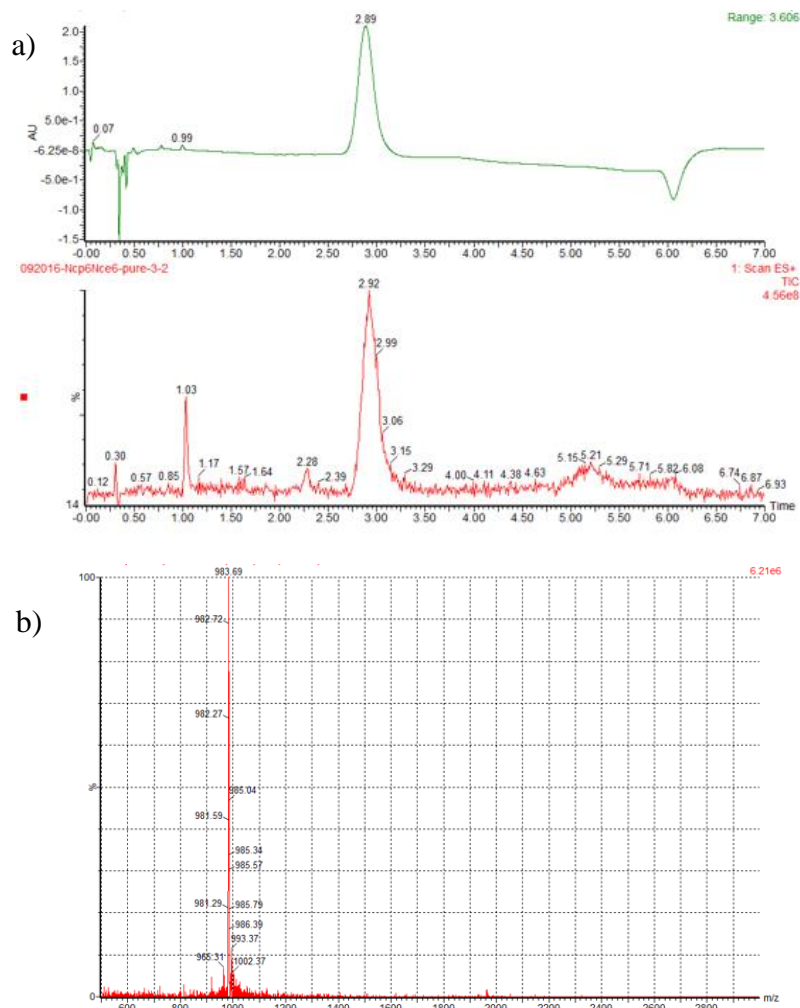 a)
Range: 3.606
AU
2.0
1.5
1.0
5.0e-1
-6.25e-8
-5.0e-1
-1.0
-1.5
0.07
0.99
2.89
-0.00 0.50 1.00 1.50 2.00 2.50 3.00 3.50 4.00 4.50 5.00 5.50 6.00 6.50 7.00
092016-Ncp6Nce6-pure-3-2
1: Scan ES+
TIC
4.56e8
%
14
0.12 0.30 0.57 0.85 1.03 1.17 1.57 1.64 2.28 2.39 2.92 2.99 3.06 3.15 3.29 4.00 4.11 4.38 4.63 5.15 5.21 5.29 5.71 5.82 6.08 6.74 6.87 6.93
Time
-0.00 0.50 1.00 1.50 2.00 2.50 3.00 3.50 4.00 4.50 5.00 5.50 6.00 6.50 7.00
b)
6.21e6
100
%
0
983.69
982.72
982.27
985.04
981.59
985.34
985.57
981.29
985.79
986.39
993.37
965.31
1002.37
m/z
600 800 1000 1200 1400 1600 1800 2000 2200 2400 2600 2800